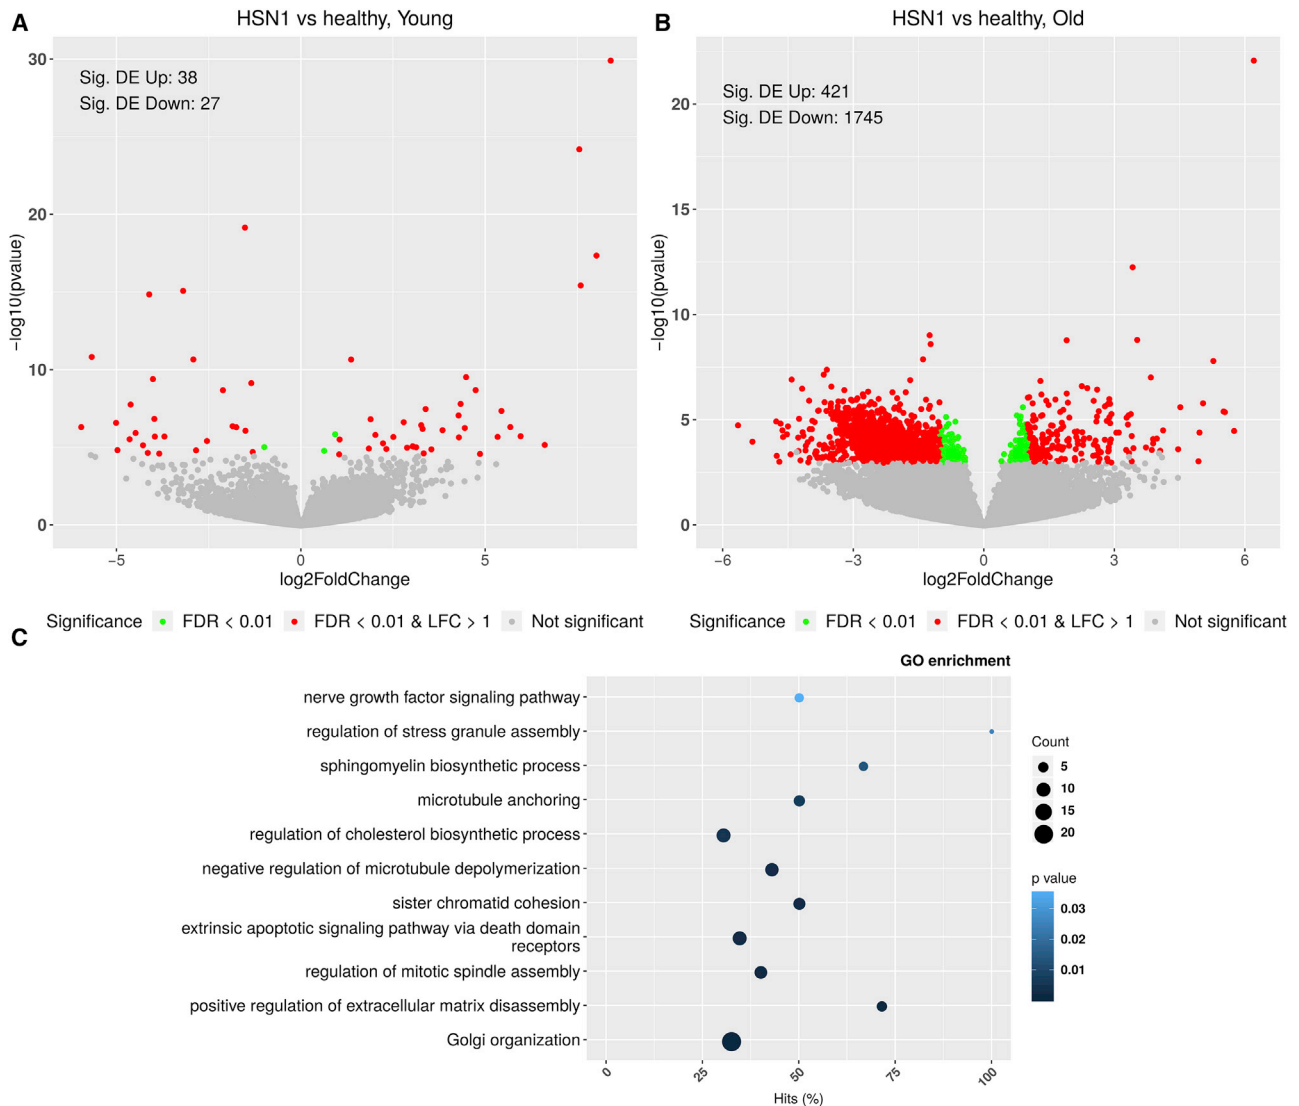 A
HSN1 vs healthy, Young
Sig. DE Up: 38
Sig. DE Down: 27
−log10(pvalue)
30
20
10
0
−5
0
5
log2FoldChange
Significance FDR < 0.01 FDR < 0.01 & LFC > 1 Not significant
B
HSN1 vs healthy, Old
Sig. DE Up: 421
Sig. DE Down: 1745
−log10(pvalue)
20
15
10
5
0
−6
−3
0
3
6
log2FoldChange
Significance FDR < 0.01 FDR < 0.01 & LFC > 1 Not significant
C
GO enrichment
nerve growth factor signaling pathway
regulation of stress granule assembly
sphingomyelin biosynthetic process
microtubule anchoring
regulation of cholesterol biosynthetic process
negative regulation of microtubule depolymerization
sister chromatid cohesion
extrinsic apoptotic signaling pathway via death domain
receptors
regulation of mitotic spindle assembly
positive regulation of extracellular matrix disassembly
Golgi organization
0
25
50
75
100
Hits (%)
Count
5
10
15
20
p value
0.03
0.02
0.01